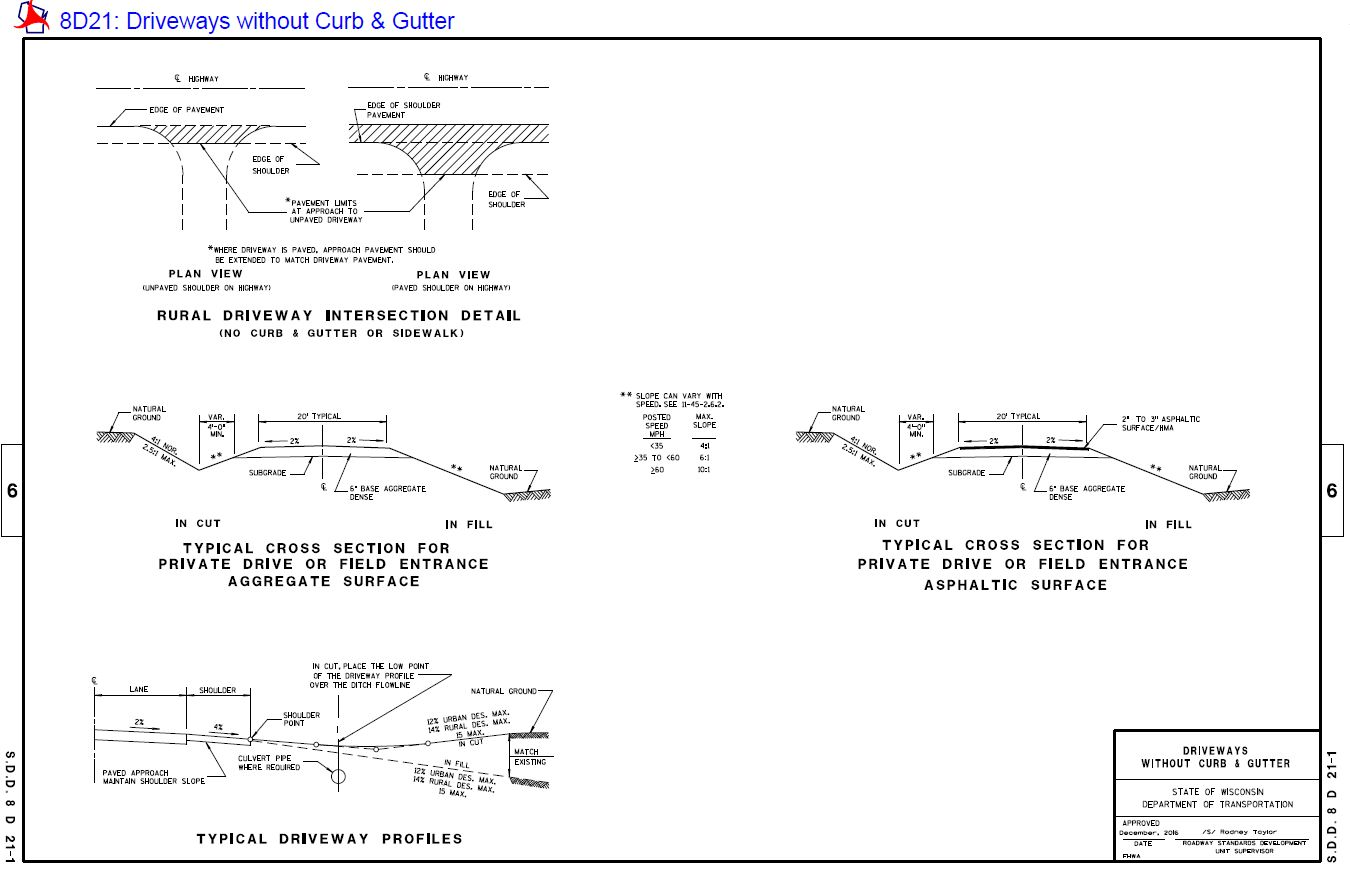 8D21: Driveways without Curb & Gutter
℄ HIGHWAY
EDGE OF PAVEMENT
EDGE OF
SHOULDER
℄ HIGHWAY
EDGE OF SHOULDER
PAVEMENT
EDGE OF
SHOULDER
*PAVEMENT LIMITS
AT APPROACH TO
UNPAVED DRIVEWAY
*WHERE DRIVEWAY IS PAVED, APPROACH PAVEMENT SHOULD
BE EXTENDED TO MATCH DRIVEWAY PAVEMENT.
PLAN VIEW
(UNPAVED SHOULDER ON HIGHWAY)
PLAN VIEW
(PAVED SHOULDER ON HIGHWAY)
RURAL DRIVEWAY INTERSECTION DETAIL
(NO CURB & GUTTER OR SIDEWALK)
NATURAL
GROUND
VAR.
4'-0"
MIN.
20' TYPICAL
4:1 NOR.
2.5:1 MAX.
**
2%
2%
SUBGRADE
℄
6" BASE AGGREGATE
DENSE
**
NATURAL
GROUND
IN CUT
IN FILL
TYPICAL CROSS SECTION FOR
PRIVATE DRIVE OR FIELD ENTRANCE
AGGREGATE SURFACE
** SLOPE CAN VARY WITH
SPEED. SEE 11-45-2.6.2.
POSTED SPEED MPH
MAX. SLOPE
<35 4:1
≥35 TO <60 6:1
≥60 10:1
NATURAL
GROUND
VAR.
4'-0"
MIN.
20' TYPICAL
2" TO 3" ASPHALTIC
SURFACE/HMA
4:1 NOR.
2.5:1 MAX.
**
2%
2%
SUBGRADE
℄
6" BASE AGGREGATE
DENSE
**
NATURAL
GROUND
IN CUT
IN FILL
TYPICAL CROSS SECTION FOR
PRIVATE DRIVE OR FIELD ENTRANCE
ASPHALTIC SURFACE
6
6
℄
LANE
SHOULDER
2%
4%
SHOULDER
POINT
IN CUT, PLACE THE LOW POINT
OF THE DRIVEWAY PROFILE
OVER THE DITCH FLOWLINE
NATURAL GROUND
12% URBAN DES. MAX.
14% RURAL DES. MAX.
15 MAX.
IN CUT
MATCH
EXISTING
IN FILL
12% URBAN DES. MAX.
14% RURAL DES. MAX.
15 MAX.
CULVERT PIPE
WHERE REQUIRED
PAVED APPROACH
MAINTAIN SHOULDER SLOPE
TYPICAL DRIVEWAY PROFILES
S.D.D. 8 D 21-1
S.D.D. 8 D 21-1
DRIVEWAYS
WITHOUT CURB & GUTTER
STATE OF WISCONSIN
DEPARTMENT OF TRANSPORTATION
APPROVED
December, 2016 /S/ Rodney Taylor
DATE ROADWAY STANDARDS DEVELOPMENT
UNIT SUPERVISOR
FHWA